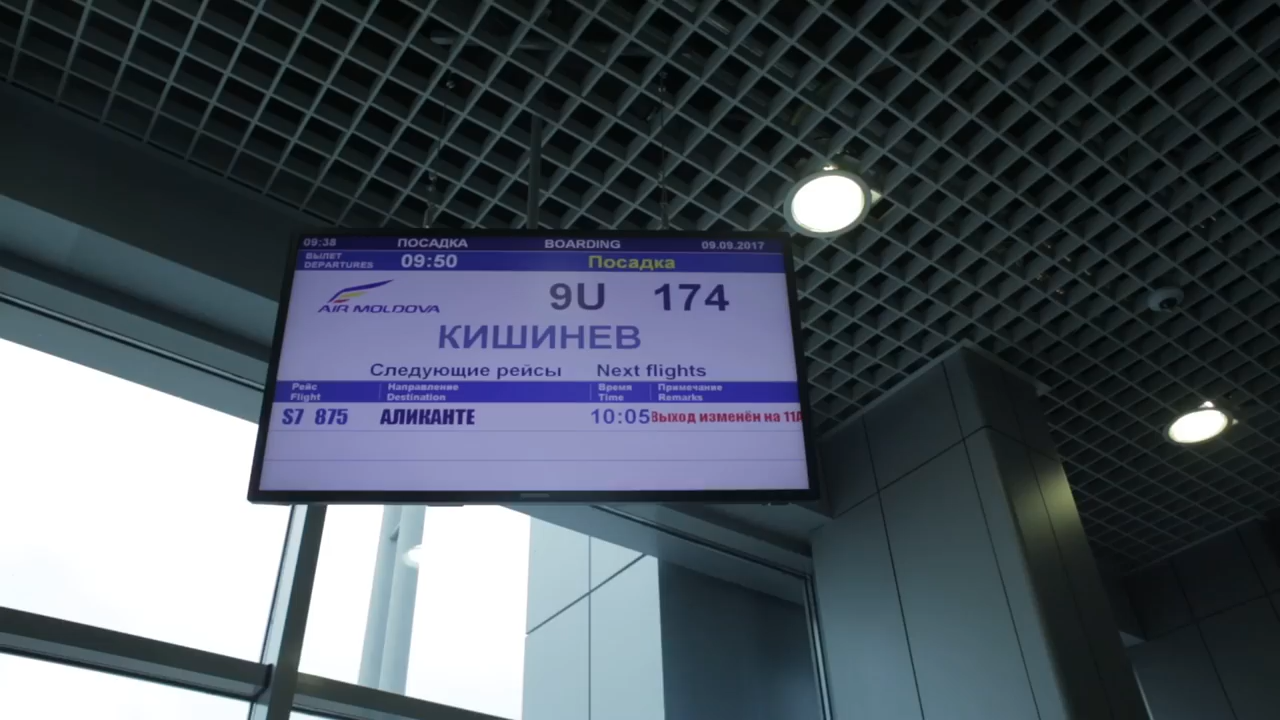 09:38 ПОСАДКА BOARDING 09.09.2017
ВЫЛЕТ
DEPARTURES 09:50 Посадка
AIR MOLDOVA 9U 174
КИШИНЕВ
Следующие рейсы Next flights
Рейс Направление Время Примечание
Flight Destination Time Remarks
S7 875 АЛИКАНТЕ 10:05 Выход изменён на 11A